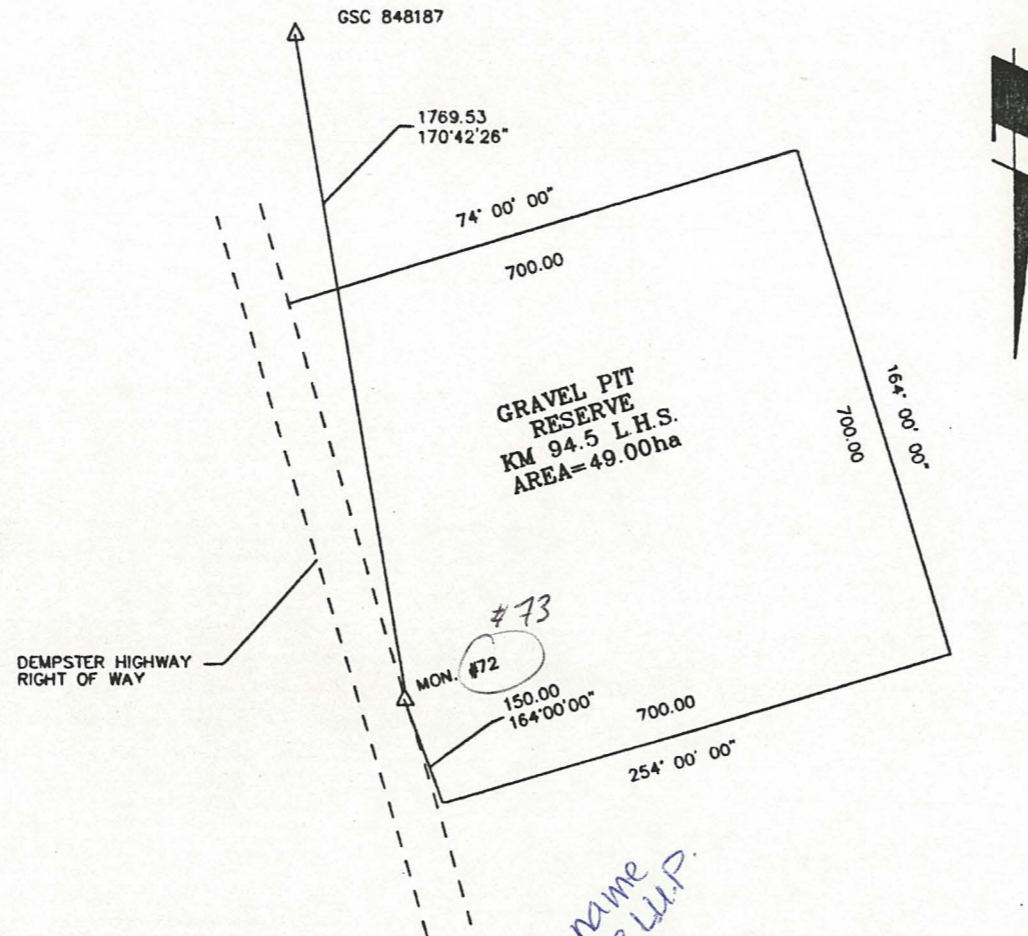 GSC 848187
1769.53
170°42'26"
74° 00' 00"
700.00
GRAVEL PIT
RESERVE
KM 94.5 L.H.S.
AREA=49.00ha
164° 00' 00"
700.00
#73
MON. #72
DEMPSTER HIGHWAY
RIGHT OF WAY
150.00
164°00'00"
700.00
254° 00' 00"
name
L.U.P.